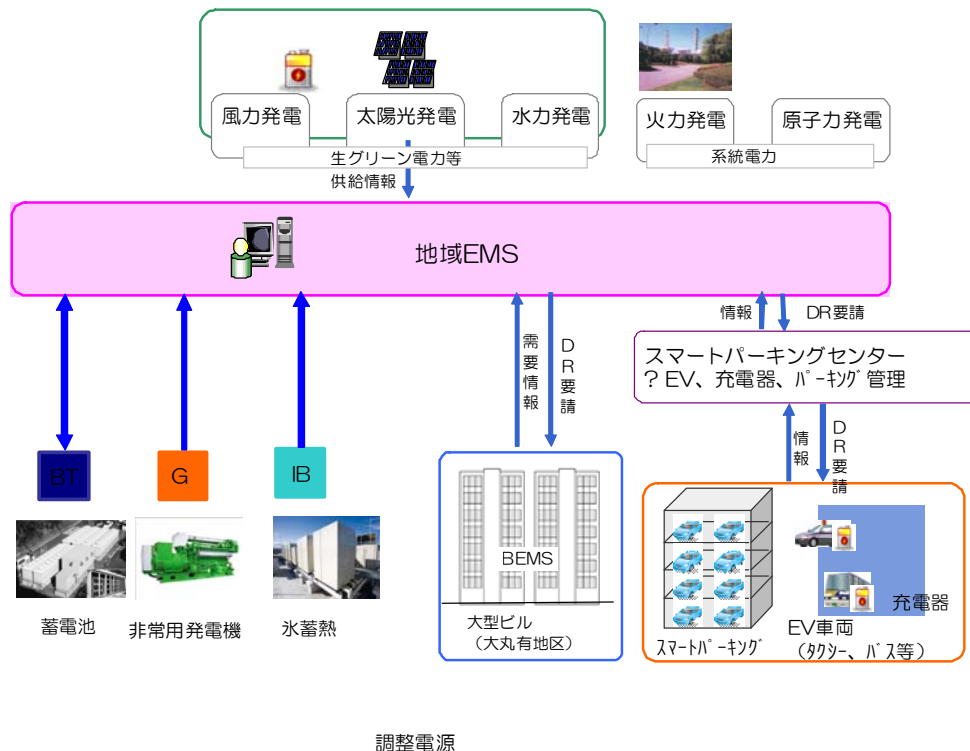 風力発電
太陽光発電
水力発電
火力発電
原子力発電
生グリーン電力等
系統電力
供給情報
地域EMS
情報
DR要請
需要情報
DR要請
スマートパーキングセンター
? EV、充電器、パーキング管理
情報
DR要請
BT
G
IB
BEMS
蓄電池
非常用発電機
氷蓄熱
大型ビル
(大丸有地区)
スマートパーキング
充電器
EV車両
(タクシー、バス等)
調整電源